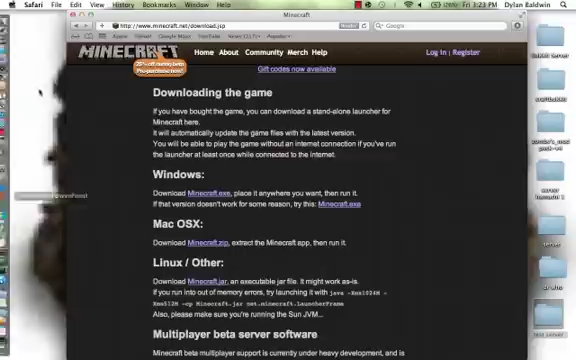 Safari File Edit View History Bookmarks Window Help
Fri 3:23 PM Dylan Baldwin
Minecraft
http://www.minecraft.net/download.jsp
Reader
Google
MINECRAFT
Home About Community Merch Help
Log in | Register
25% off during beta
Pre-purchase now!
Gift codes now available
Downloading the game
If you have bought the game, you can download a stand-alone launcher for
Minecraft here.
It will automatically update the game files with the latest version.
You will be able to play the game without an internet connection if you've run
the launcher at least once while connected to the internet.
Windows:
Download Minecraft.exe, place it anywhere you want, then run it.
If that version doesn't work for some reason, try this: Minecraft.exe
Mac OSX:
Download Minecraft.zip, extract the Minecraft app, then run it.
Linux / Other:
Download Minecraft.jar, an executable jar file. It might work as-is.
If you run into out of memory errors, try launching it with java -Xmx1024M -
Xms512M -cp Minecraft.jar net.minecraft.LauncherFrame
Also, please make sure you're running the Sun JVM...
Multiplayer beta server software
Minecraft beta multiplayer support is currently under heavy development, and is
server